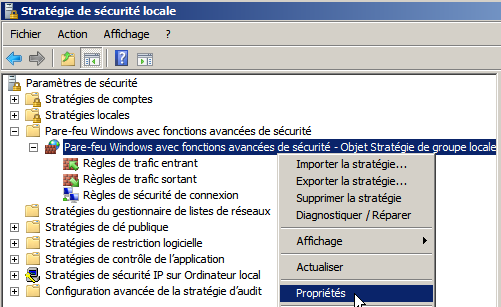 Stratégie de sécurité locale
Fichier Action Affichage ?
Paramètres de sécurité
Stratégies de comptes
Stratégies locales
Pare-feu Windows avec fonctions avancées de sécurité
Pare-feu Windows avec fonctions avancées de sécurité - Objet Stratégie de groupe locale
Règles de trafic entrant
Règles de trafic sortant
Règles de sécurité de connexion
Stratégies du gestionnaire de listes de réseaux
Stratégies de clé publique
Stratégies de restriction logicielle
Stratégies de contrôle de l'application
Stratégies de sécurité IP sur Ordinateur local
Configuration avancée de la stratégie d'audit
Importer la stratégie...
Exporter la stratégie...
Supprimer la stratégie
Diagnostiquer / Réparer
Affichage
Actualiser
Propriétés